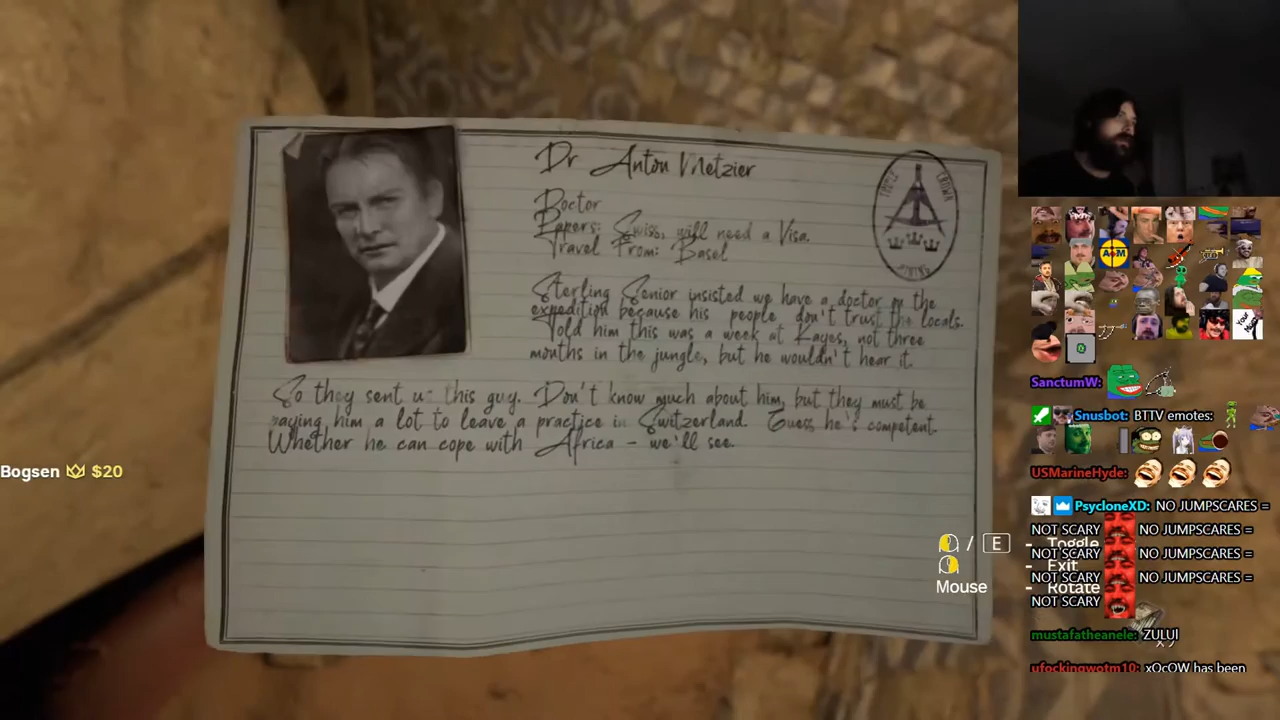 Dr Anton Metzier
Doctor
Papers: Swiss, will need a Visa.
Travel From: Basel
Sterling Senior insisted we have a doctor on the
expedition because his people don't trust the locals.
Told him this was a week at Kayes, not three
months in the jungle, but he wouldn't hear it.
So they sent us this guy. Don't know much about him, but they must be
paying him a lot to leave a practice in Switzerland. Guess he's competent.
Whether he can cope with Africa - we'll see.
CROWN
MINING
Bogsen $20
/ E - Toggle
- Exit
Mouse - Rotate
SanctumW:
Snusbot: BTTV emotes:
USMarineHyde:
PsycloneXD: NO JUMPSCARES =
NOT SCARY NO JUMPSCARES =
NOT SCARY NO JUMPSCARES =
NOT SCARY NO JUMPSCARES =
NOT SCARY
mustafatheanele: ZULUl
ufockingwotm10: xOcOW has been